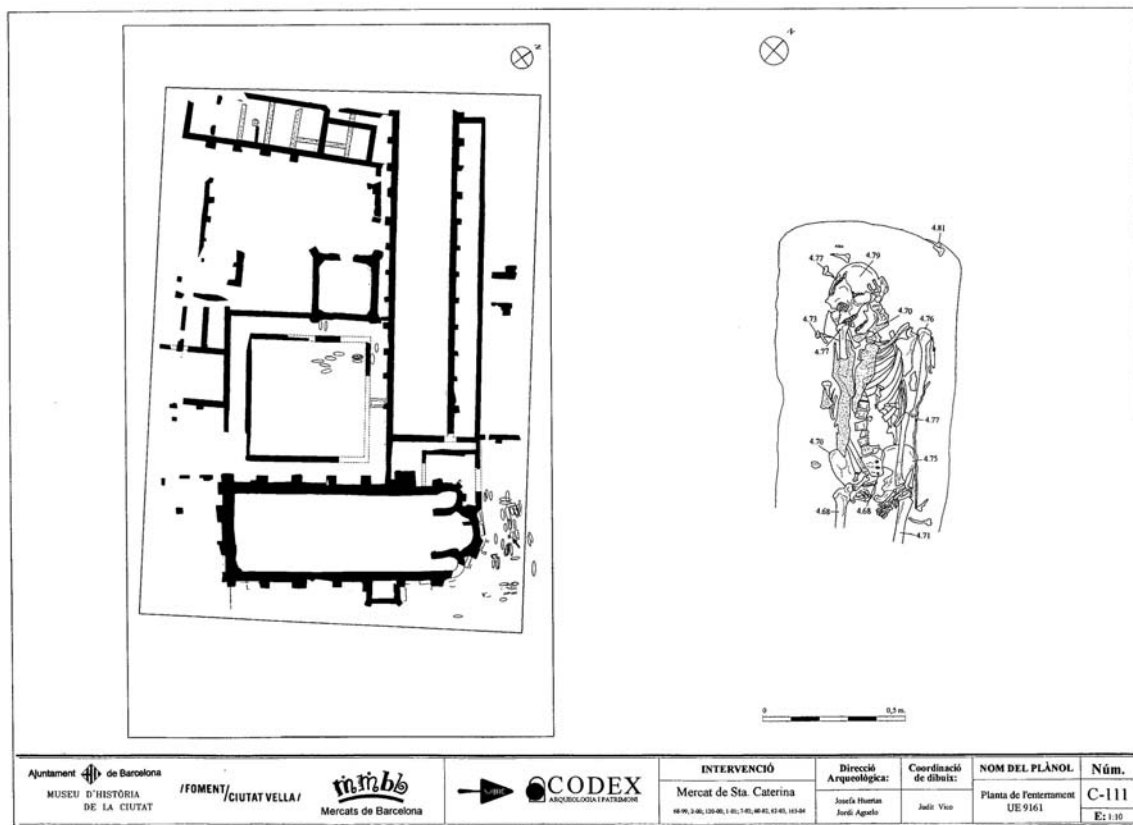 N
N
4.81
4.77
4.79
4.73
4.70
4.76
4.77
4.77
4.70
4.75
4.68
4.68
4.71
0
0,5 m.
Ajuntament de Barcelona
MUSEU D'HISTÒRIA
DE LA CIUTAT
/FOMENT/CIUTAT VELLA/
mmbb
Mercats de Barcelona
CODEX
ARQUEOLOGIA I PATRIMONI
INTERVENCIÓ
Mercat de Sta. Caterina
Direcció
Arqueològica:
Josefa Huertas
Jordi Aguelo
Coordinació
de dibuix:
Judit Vico
NOM DEL PLÀNOL
Planta de l'enterrament
UE 9161
Núm.
C-111
E: 1:10